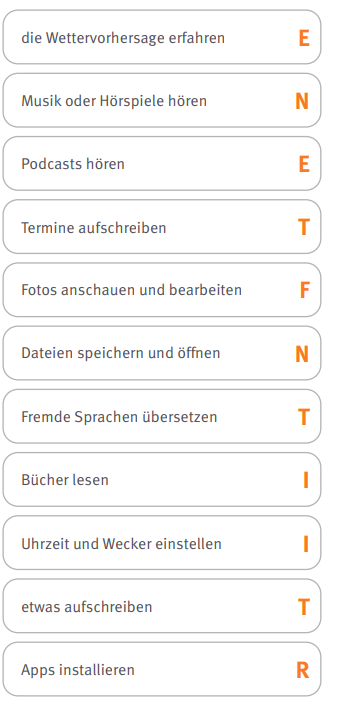 die Wettervorhersage erfahren E
Musik oder Hörspiele hören N
Podcasts hören E
Termine aufschreiben T
Fotos anschauen und bearbeiten F
Dateien speichern und öffnen N
Fremde Sprachen übersetzen T
Bücher lesen I
Uhrzeit und Wecker einstellen I
etwas aufschreiben T
Apps installieren R